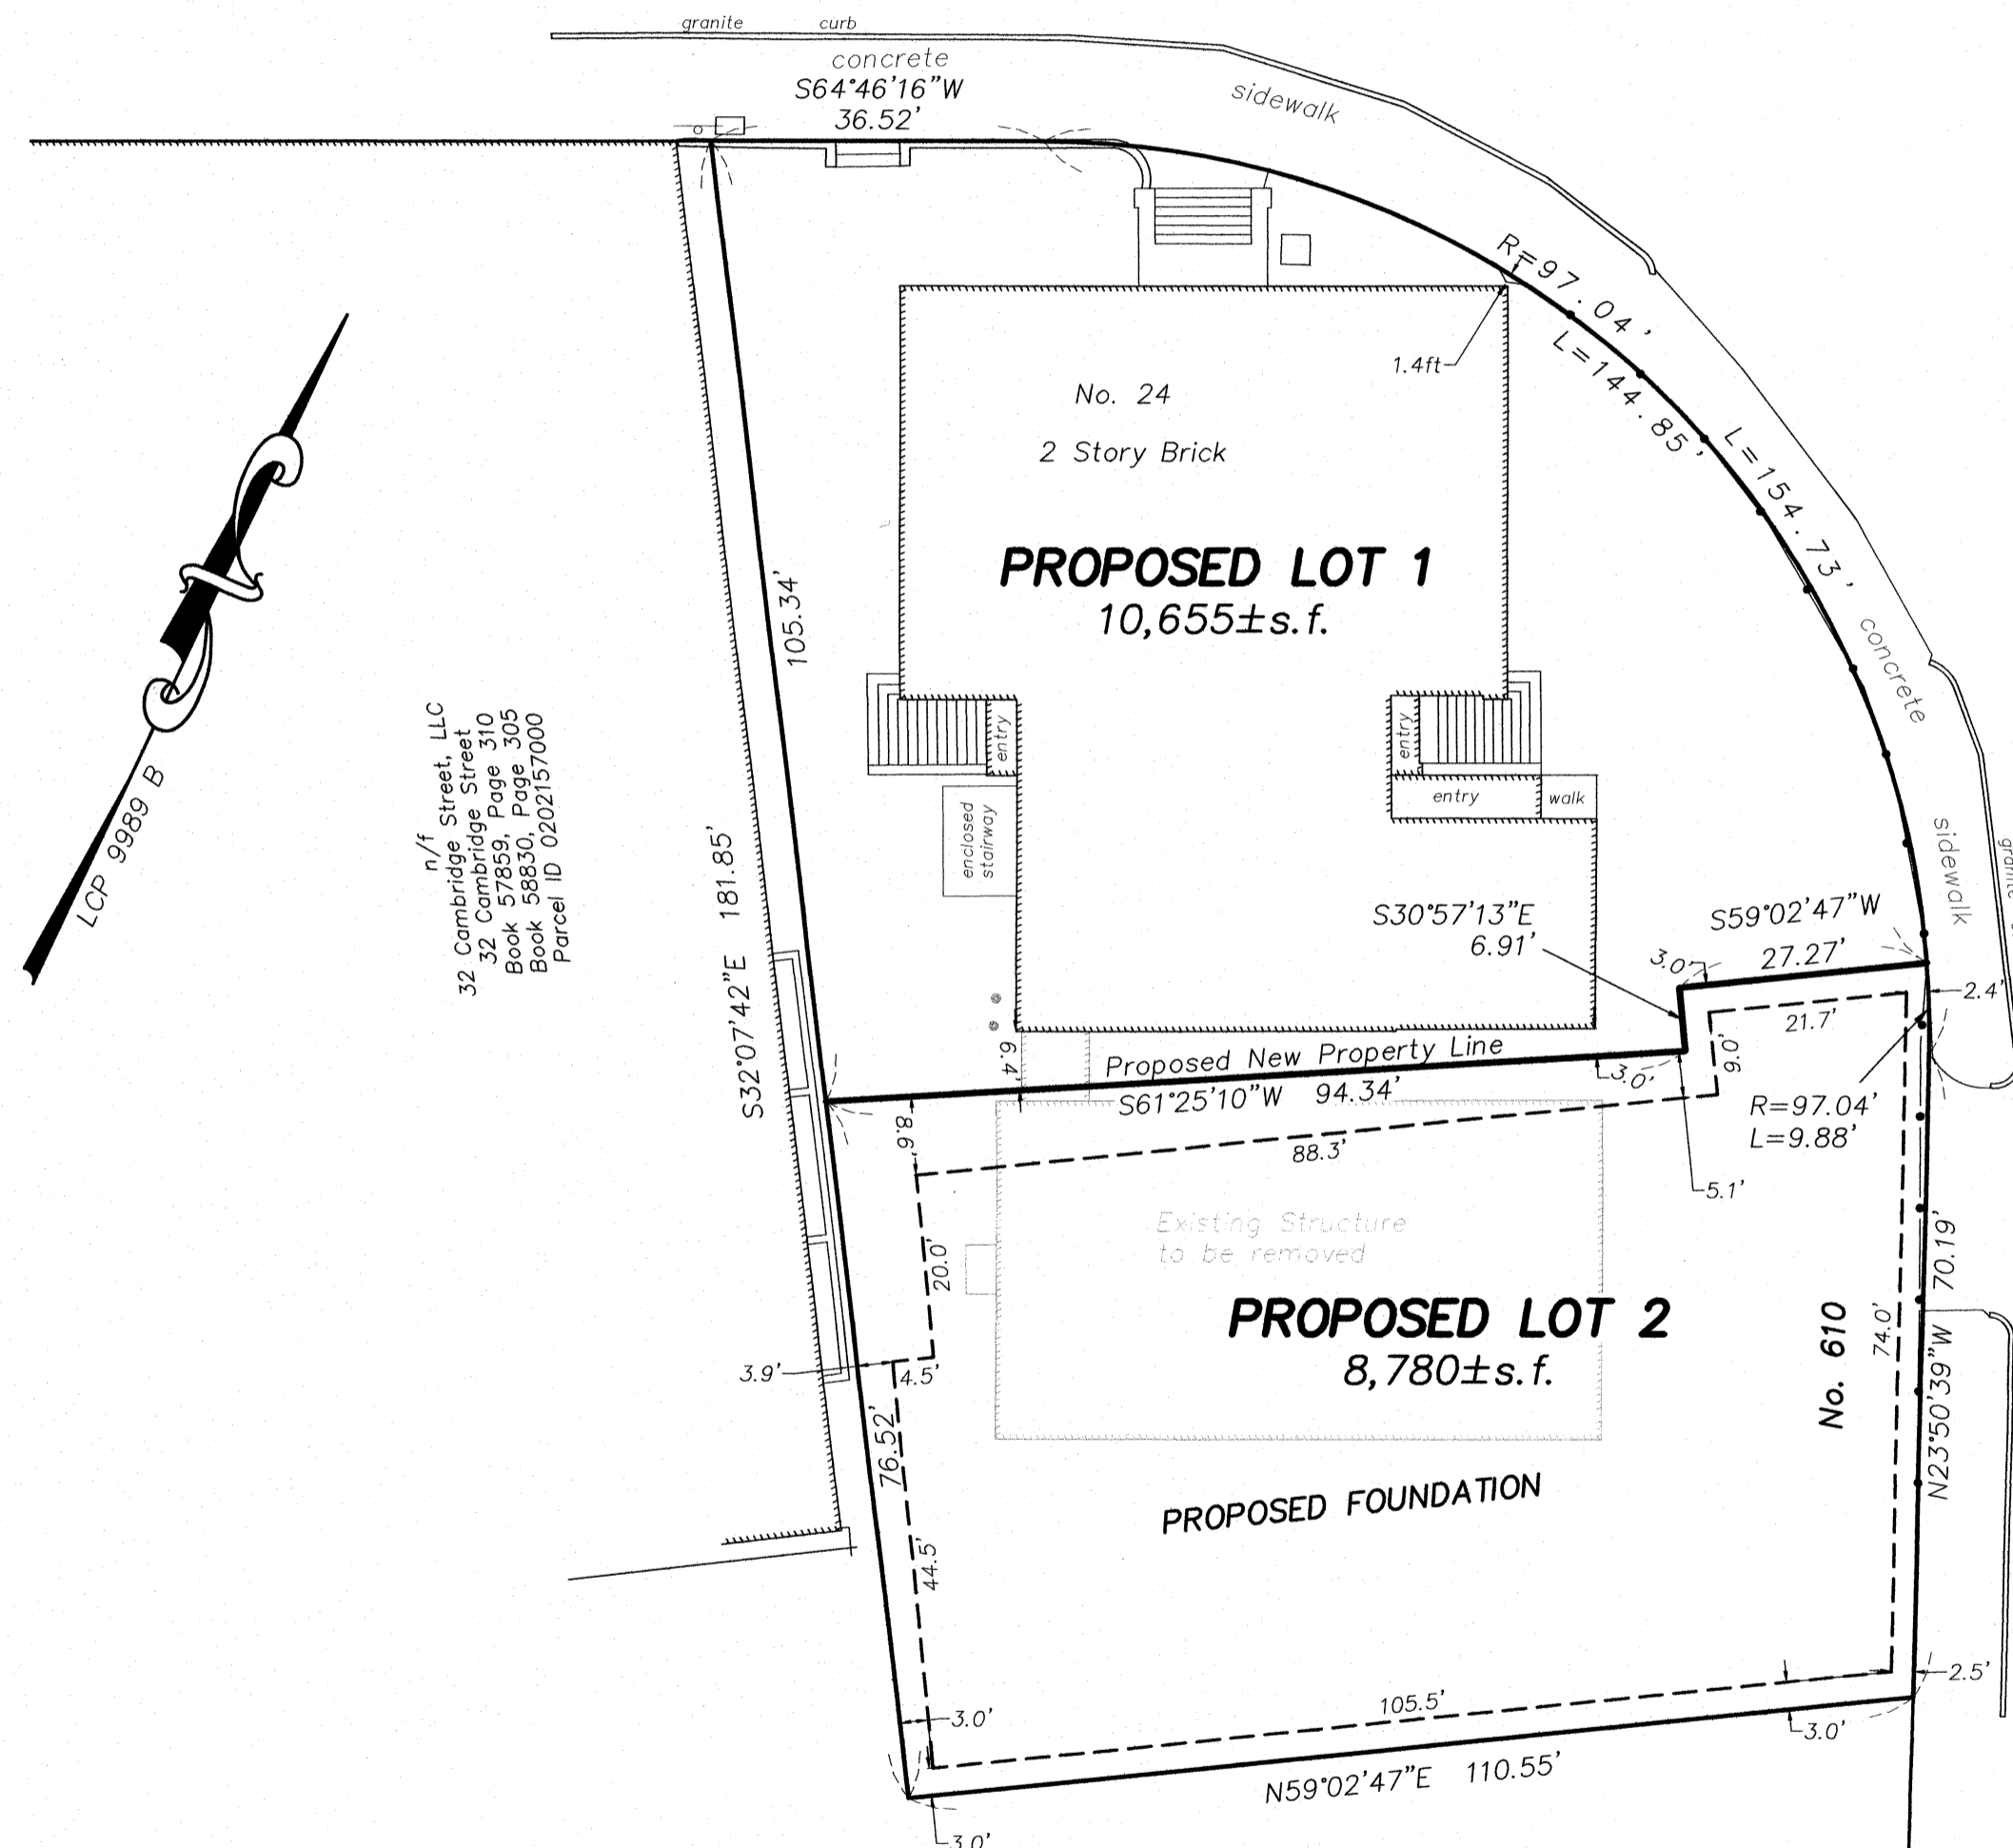 granite curb
concrete
S64°46'16"W
36.52'
sidewalk
R=97.04'
L=144.85'
L=154.73'
1.4ft
No. 24
2 Story Brick
PROPOSED LOT 1
10,655±s.f.
105.34'
concrete
sidewalk
LCP 9989 B
n/f
32 Cambridge Street, LLC
32 Cambridge Street
Book 57859, Page 310
Book 58830, Page 305
Parcel ID 0202157000
S32°07'42"E 181.85'
entry
enclosed
stairway
entry
entry
walk
S30°57'13"E
6.91'
S59°02'47"W
27.27'
3.0'
2.4'
21.7'
9.0'
6.4'
Proposed New Property Line
3.0'
S61°25'10"W 94.34'
R=97.04'
L=9.88'
8.6'
88.3'
5.1'
Existing Structure
to be removed
20.0'
PROPOSED LOT 2
8,780±s.f.
3.9'
4.5'
No. 610
74.0'
N23°50'39"W 70.19'
76.52'
PROPOSED FOUNDATION
44.5'
2.5'
105.5'
3.0'
3.0'
N59°02'47"E 110.55'
3.0'